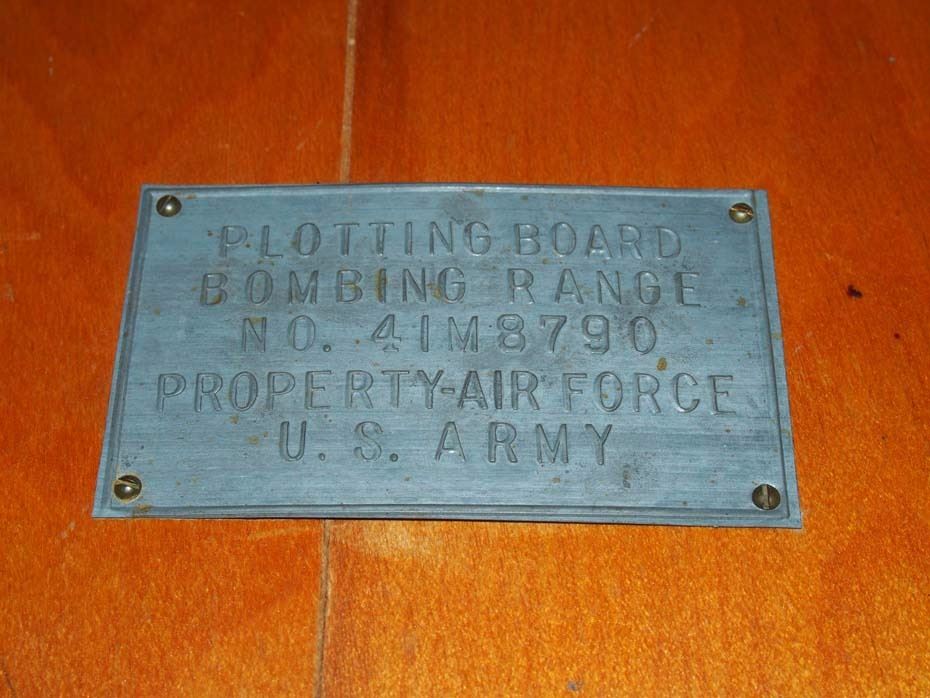 PLOTTING BOARD
BOMBING RANGE
NO. 41M8790
PROPERTY-AIR FORCE
U. S. ARMY